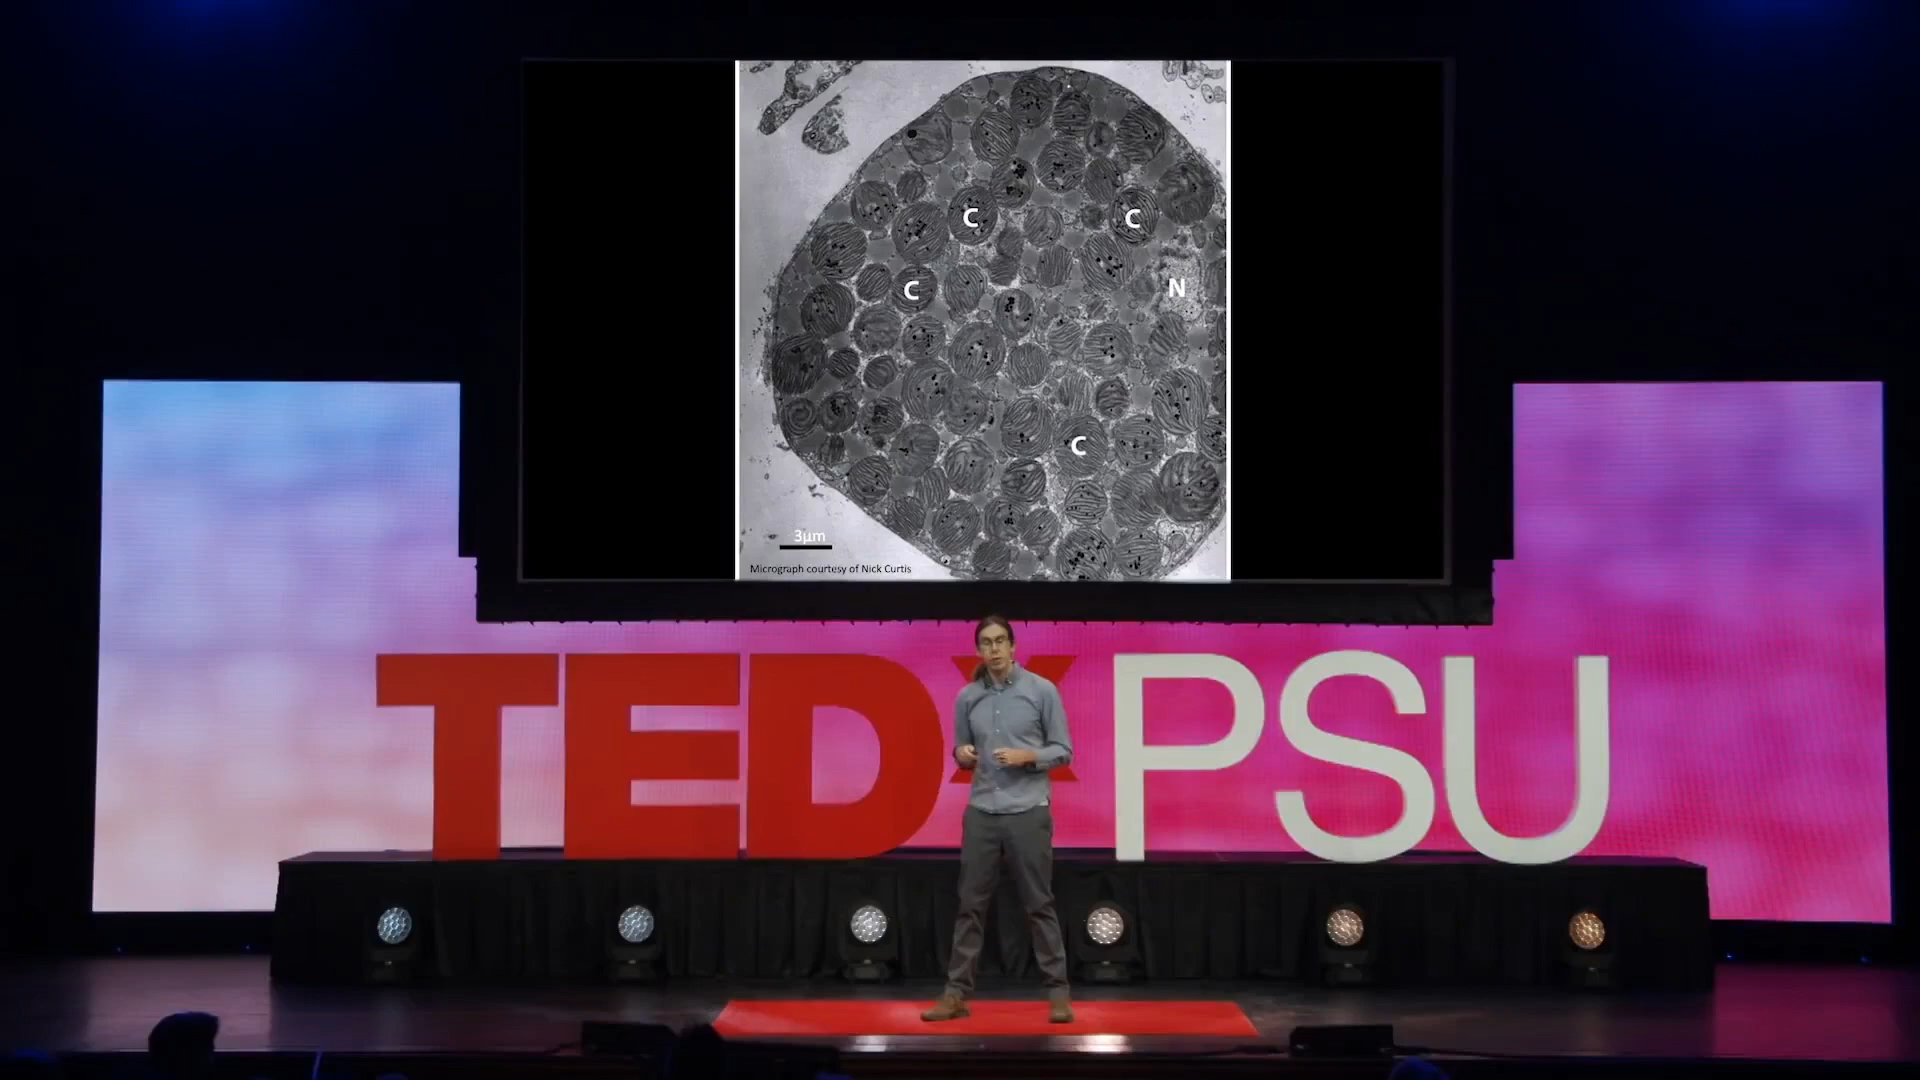 C C
C N
C
3µm
Micrograph courtesy of Nick Curtis
TEDx PSU